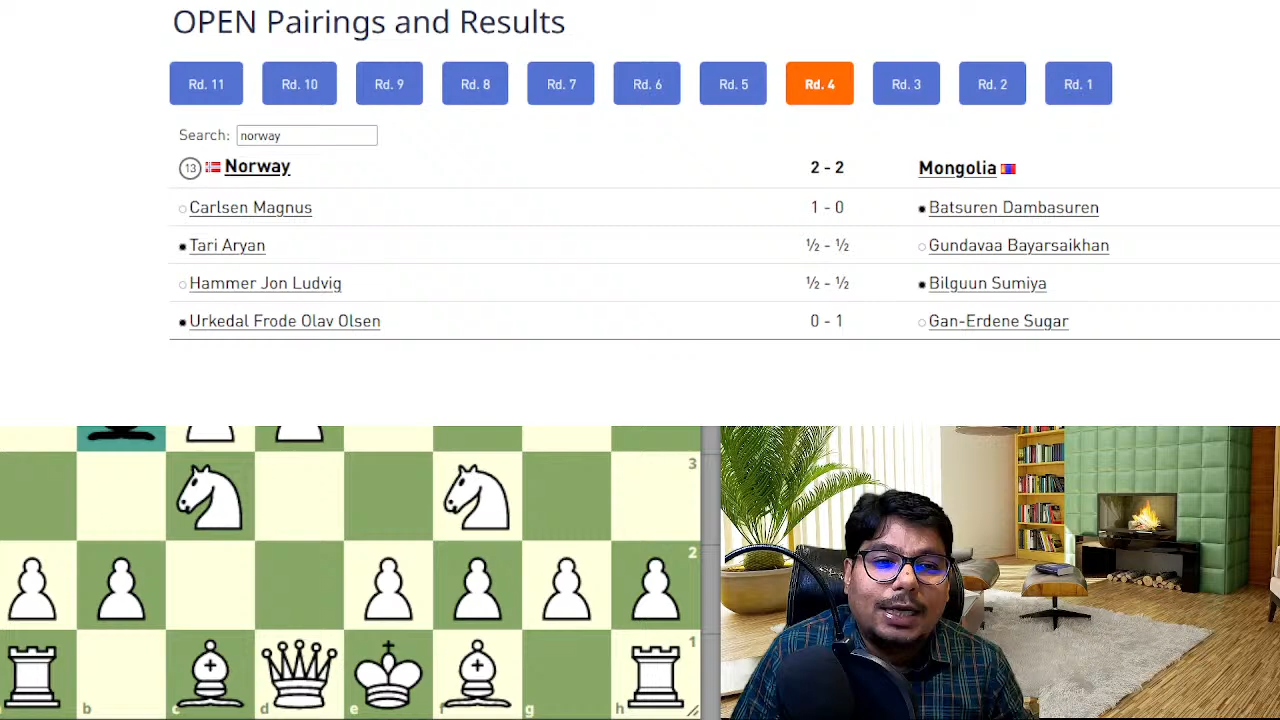 OPEN Pairings and Results
Rd. 11 Rd. 10 Rd. 9 Rd. 8 Rd. 7 Rd. 6 Rd. 5 Rd. 4 Rd. 3 Rd. 2 Rd. 1
Search: norway
13 Norway 2 - 2 Mongolia
Carlsen Magnus 1 - 0 Batsuren Dambasuren
Tari Aryan ½ - ½ Gundavaa Bayarsaikhan
Hammer Jon Ludvig ½ - ½ Bilguun Sumiya
Urkedal Frode Olav Olsen 0 - 1 Gan-Erdene Sugar
3
2
1
b c d e f g h